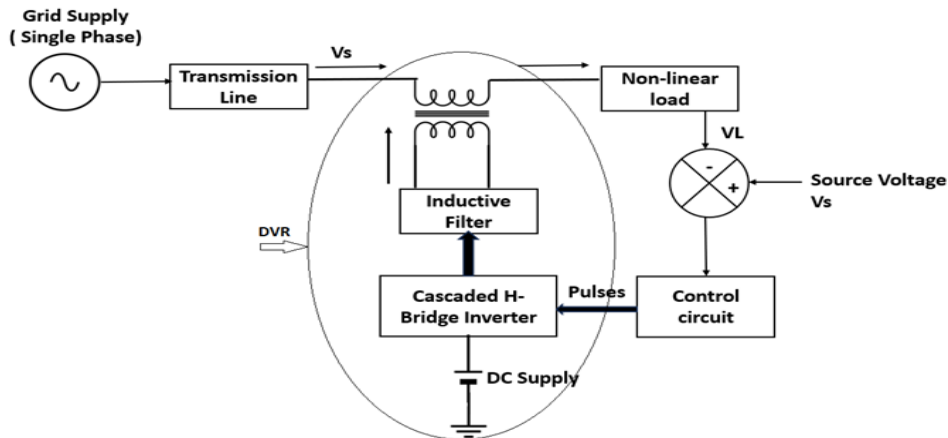 Grid Supply
( Single Phase)
Vs
Transmission
Line
Non-linear
load
VL
-
+
Source Voltage
Vs
Inductive
Filter
DVR
Cascaded H-
Bridge Inverter
Pulses
Control
circuit
DC Supply